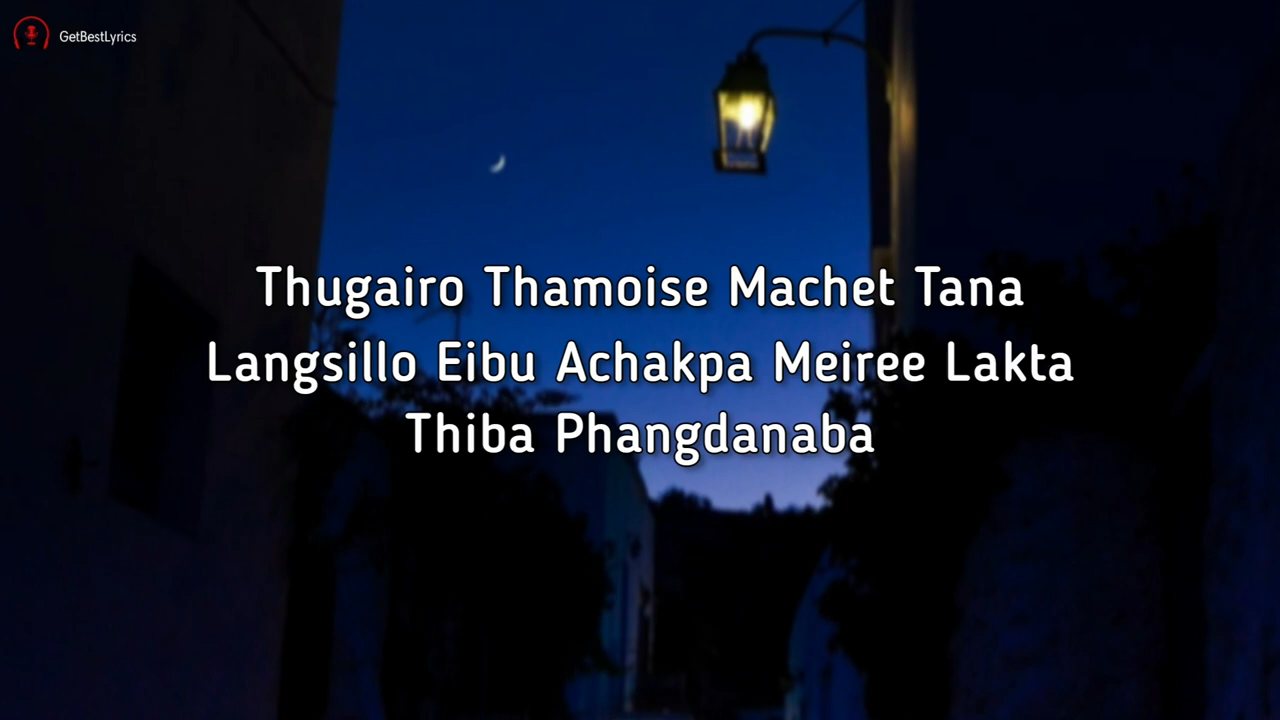 GetBestLyrics
Thugairo Thamoise Machet Tana
Langsillo Eibu Achakpa Meiree Lakta
Thiba Phangdanaba